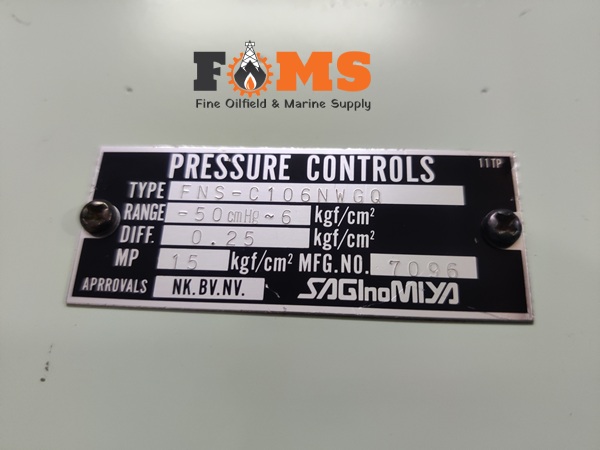 FOMS
Fine Oilfield & Marine Supply
PRESSURE CONTROLS 11TP
TYPE FNS-C106NWGQ
RANGE -50cmHg~6 kgf/cm²
DIFF. 0.25 kgf/cm²
MP 15 kgf/cm² MFG.NO. 7096
APRROVALS NK.BV.NV. SAGInoMIYA